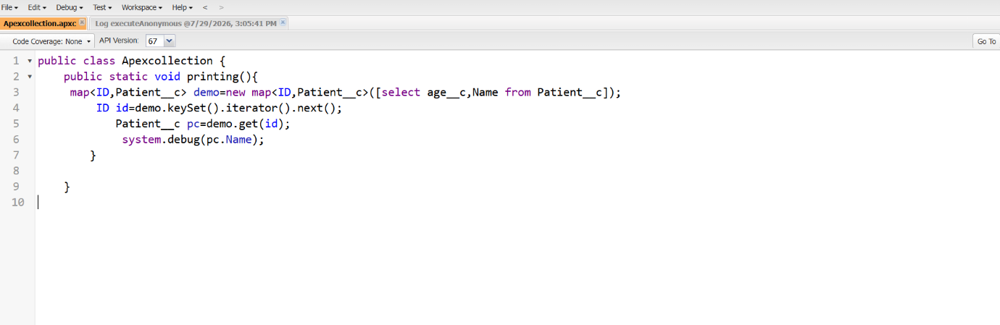 File Edit Debug Test Workspace Help < >
Apexcollection.apxc Log executeAnonymous @7/29/2026, 3:05:41 PM
Code Coverage: None API Version: 67 Go To
1 public class Apexcollection {
2 public static void printing(){
3 map<ID,Patient__c> demo=new map<ID,Patient__c>([select age__c,Name from Patient__c]);
4 ID id=demo.keySet().iterator().next();
5 Patient__c pc=demo.get(id);
6 system.debug(pc.Name);
7 }
8
9 }
10